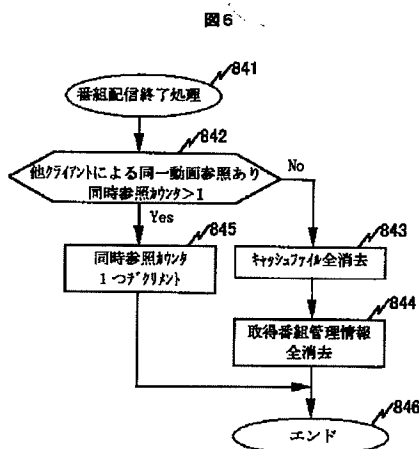 図6
841
番組配信終了処理
842
他クライアントによる同一動画参照あり
同時参照カウンタ>1
No
Yes
845
同時参照カウンタ
1つデクリメント
843
キャッシュファイル全消去
844
取得番組管理情報
全消去
846
エンド